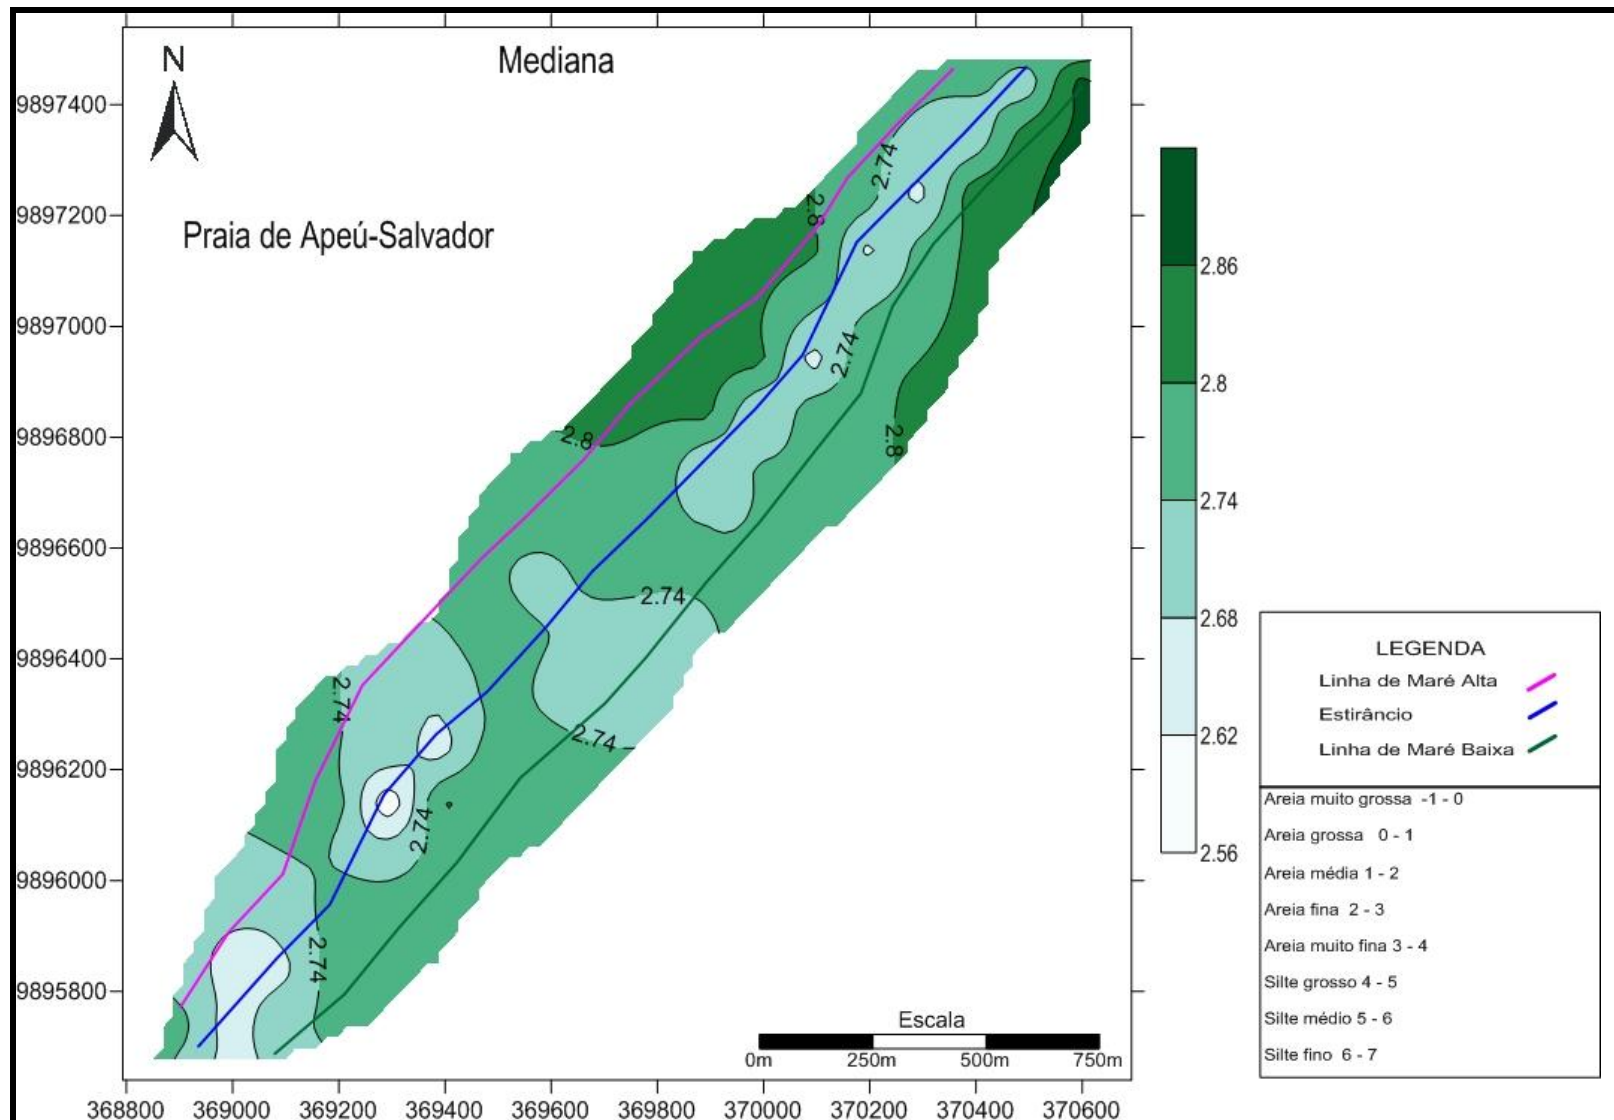 Mediana
N
Praia de Apeú-Salvador
9897400
9897200
9897000
9896800
9896600
9896400
9896200
9896000
9895800
2.74
2.8
2.74
2.8
2.8
2.74
2.74
2.74
2.74
2.74
2.86
2.8
2.74
2.68
2.62
2.56
Escala
0m 250m 500m 750m
368800 369000 369200 369400 369600 369800 370000 370200 370400 370600
LEGENDA
Linha de Maré Alta
Estirâncio
Linha de Maré Baixa
Areia muito grossa -1 - 0
Areia grossa 0 - 1
Areia média 1 - 2
Areia fina 2 - 3
Areia muito fina 3 - 4
Silte grosso 4 - 5
Silte médio 5 - 6
Silte fino 6 - 7